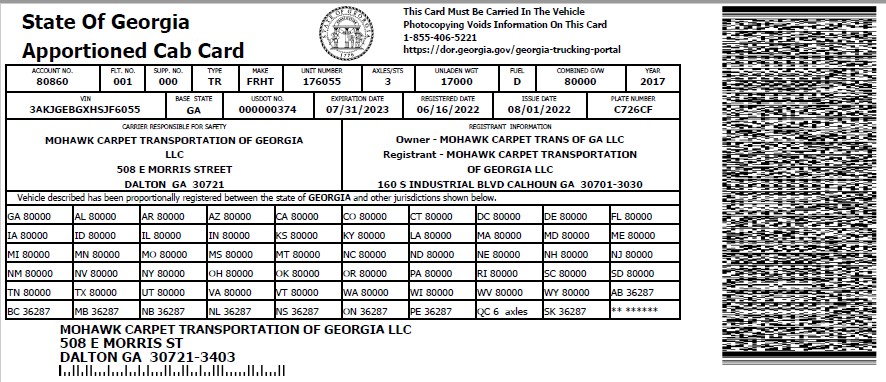 State Of Georgia
Apportioned Cab Card
STATE OF GEORGIA
1776
This Card Must Be Carried In The Vehicle
Photocopying Voids Information On This Card
1-855-406-5221
https://dor.georgia.gov/georgia-trucking-portal
ACCOUNT NO. FLT. NO. SUPP. NO. TYPE MAKE UNIT NUMBER AXLES/STS UNLADEN WGT FUEL COMBINED GVW YEAR
80860 001 000 TR FRHT 176055 3 17000 D 80000 2017
VIN BASE STATE USDOT NO. EXPIRATION DATE REGISTERED DATE ISSUE DATE PLATE NUMBER
3AKJGEBGXHSJF6055 GA 000000374 07/31/2023 06/16/2022 08/01/2022 C726CF
CARRIER RESPONSIBLE FOR SAFETY
MOHAWK CARPET TRANSPORTATION OF GEORGIA
LLC
508 E MORRIS STREET
DALTON GA 30721
REGISTRANT INFORMATION
Owner - MOHAWK CARPET TRANS OF GA LLC
Registrant - MOHAWK CARPET TRANSPORTATION
OF GEORGIA LLC
160 S INDUSTRIAL BLVD CALHOUN GA 30701-3030
Vehicle described has been proportionally registered between the state of GEORGIA and other jurisdictions shown below.
GA 80000 AL 80000 AR 80000 AZ 80000 CA 80000 CO 80000 CT 80000 DC 80000 DE 80000 FL 80000
IA 80000 ID 80000 IL 80000 IN 80000 KS 80000 KY 80000 LA 80000 MA 80000 MD 80000 ME 80000
MI 80000 MN 80000 MO 80000 MS 80000 MT 80000 NC 80000 ND 80000 NE 80000 NH 80000 NJ 80000
NM 80000 NV 80000 NY 80000 OH 80000 OK 80000 OR 80000 PA 80000 RI 80000 SC 80000 SD 80000
TN 80000 TX 80000 UT 80000 VA 80000 VT 80000 WA 80000 WI 80000 WV 80000 WY 80000 AB 36287
BC 36287 MB 36287 NB 36287 NL 36287 NS 36287 ON 36287 PE 36287 QC 6 axles SK 36287 ** ******
MOHAWK CARPET TRANSPORTATION OF GEORGIA LLC
508 E MORRIS ST
DALTON GA 30721-3403